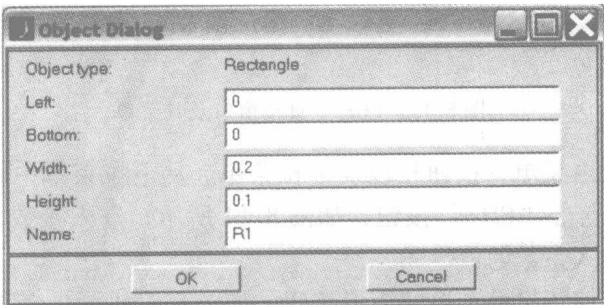 Object Dialog
Object type: Rectangle
Left: 0
Bottom: 0
Width: 0.2
Height: 0.1
Name: R1
OK Cancel